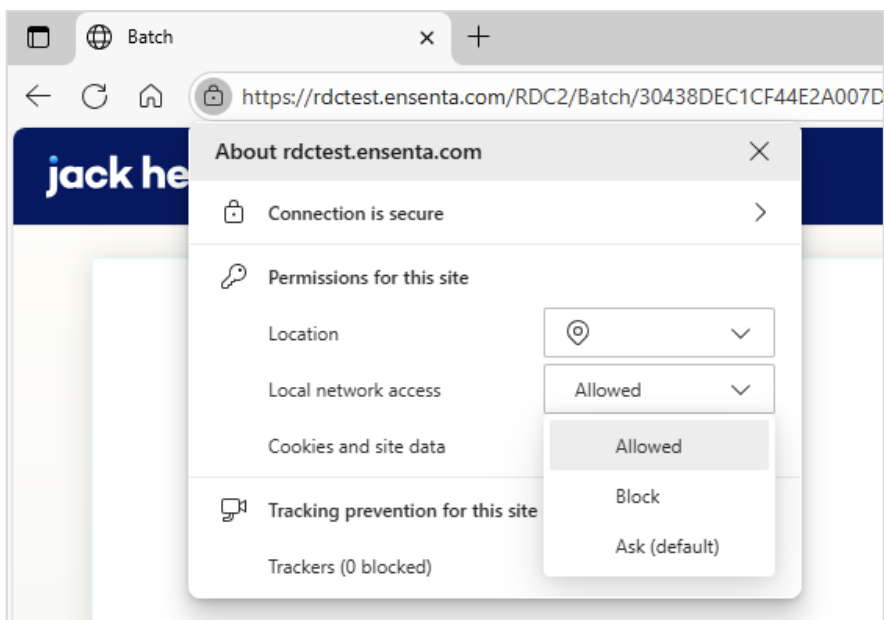 Batch
https://rdctest.ensenta.com/RDC2/Batch/30438DEC1CF44E2A007D
jack he
About rdctest.ensenta.com
Connection is secure
Permissions for this site
Location
Local network access
Allowed
Cookies and site data
Allowed
Block
Ask (default)
Tracking prevention for this site
Trackers (0 blocked)